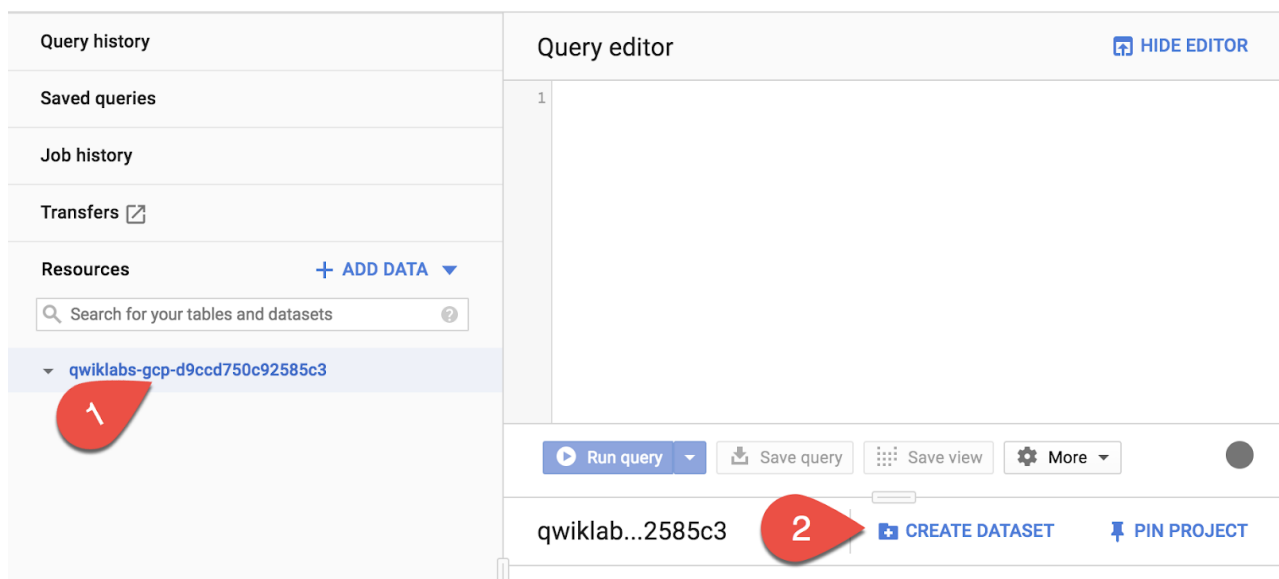 Query history
Saved queries
Job history
Transfers
Resources
+ ADD DATA
Search for your tables and datasets
qwiklabs-gcp-d9ccd750c92585c3
1
Query editor
HIDE EDITOR
1
Run query
Save query
Save view
More
qwiklab...2585c3
2
CREATE DATASET
PIN PROJECT